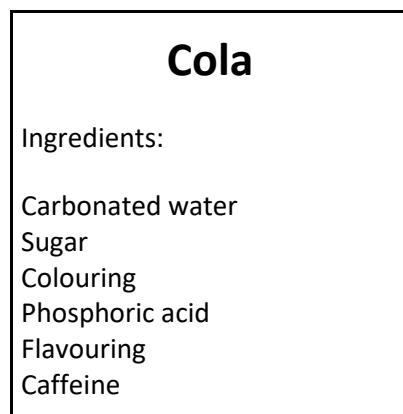 Cola
Ingredients:
Carbonated water
Sugar
Colouring
Phosphoric acid
Flavouring
Caffeine